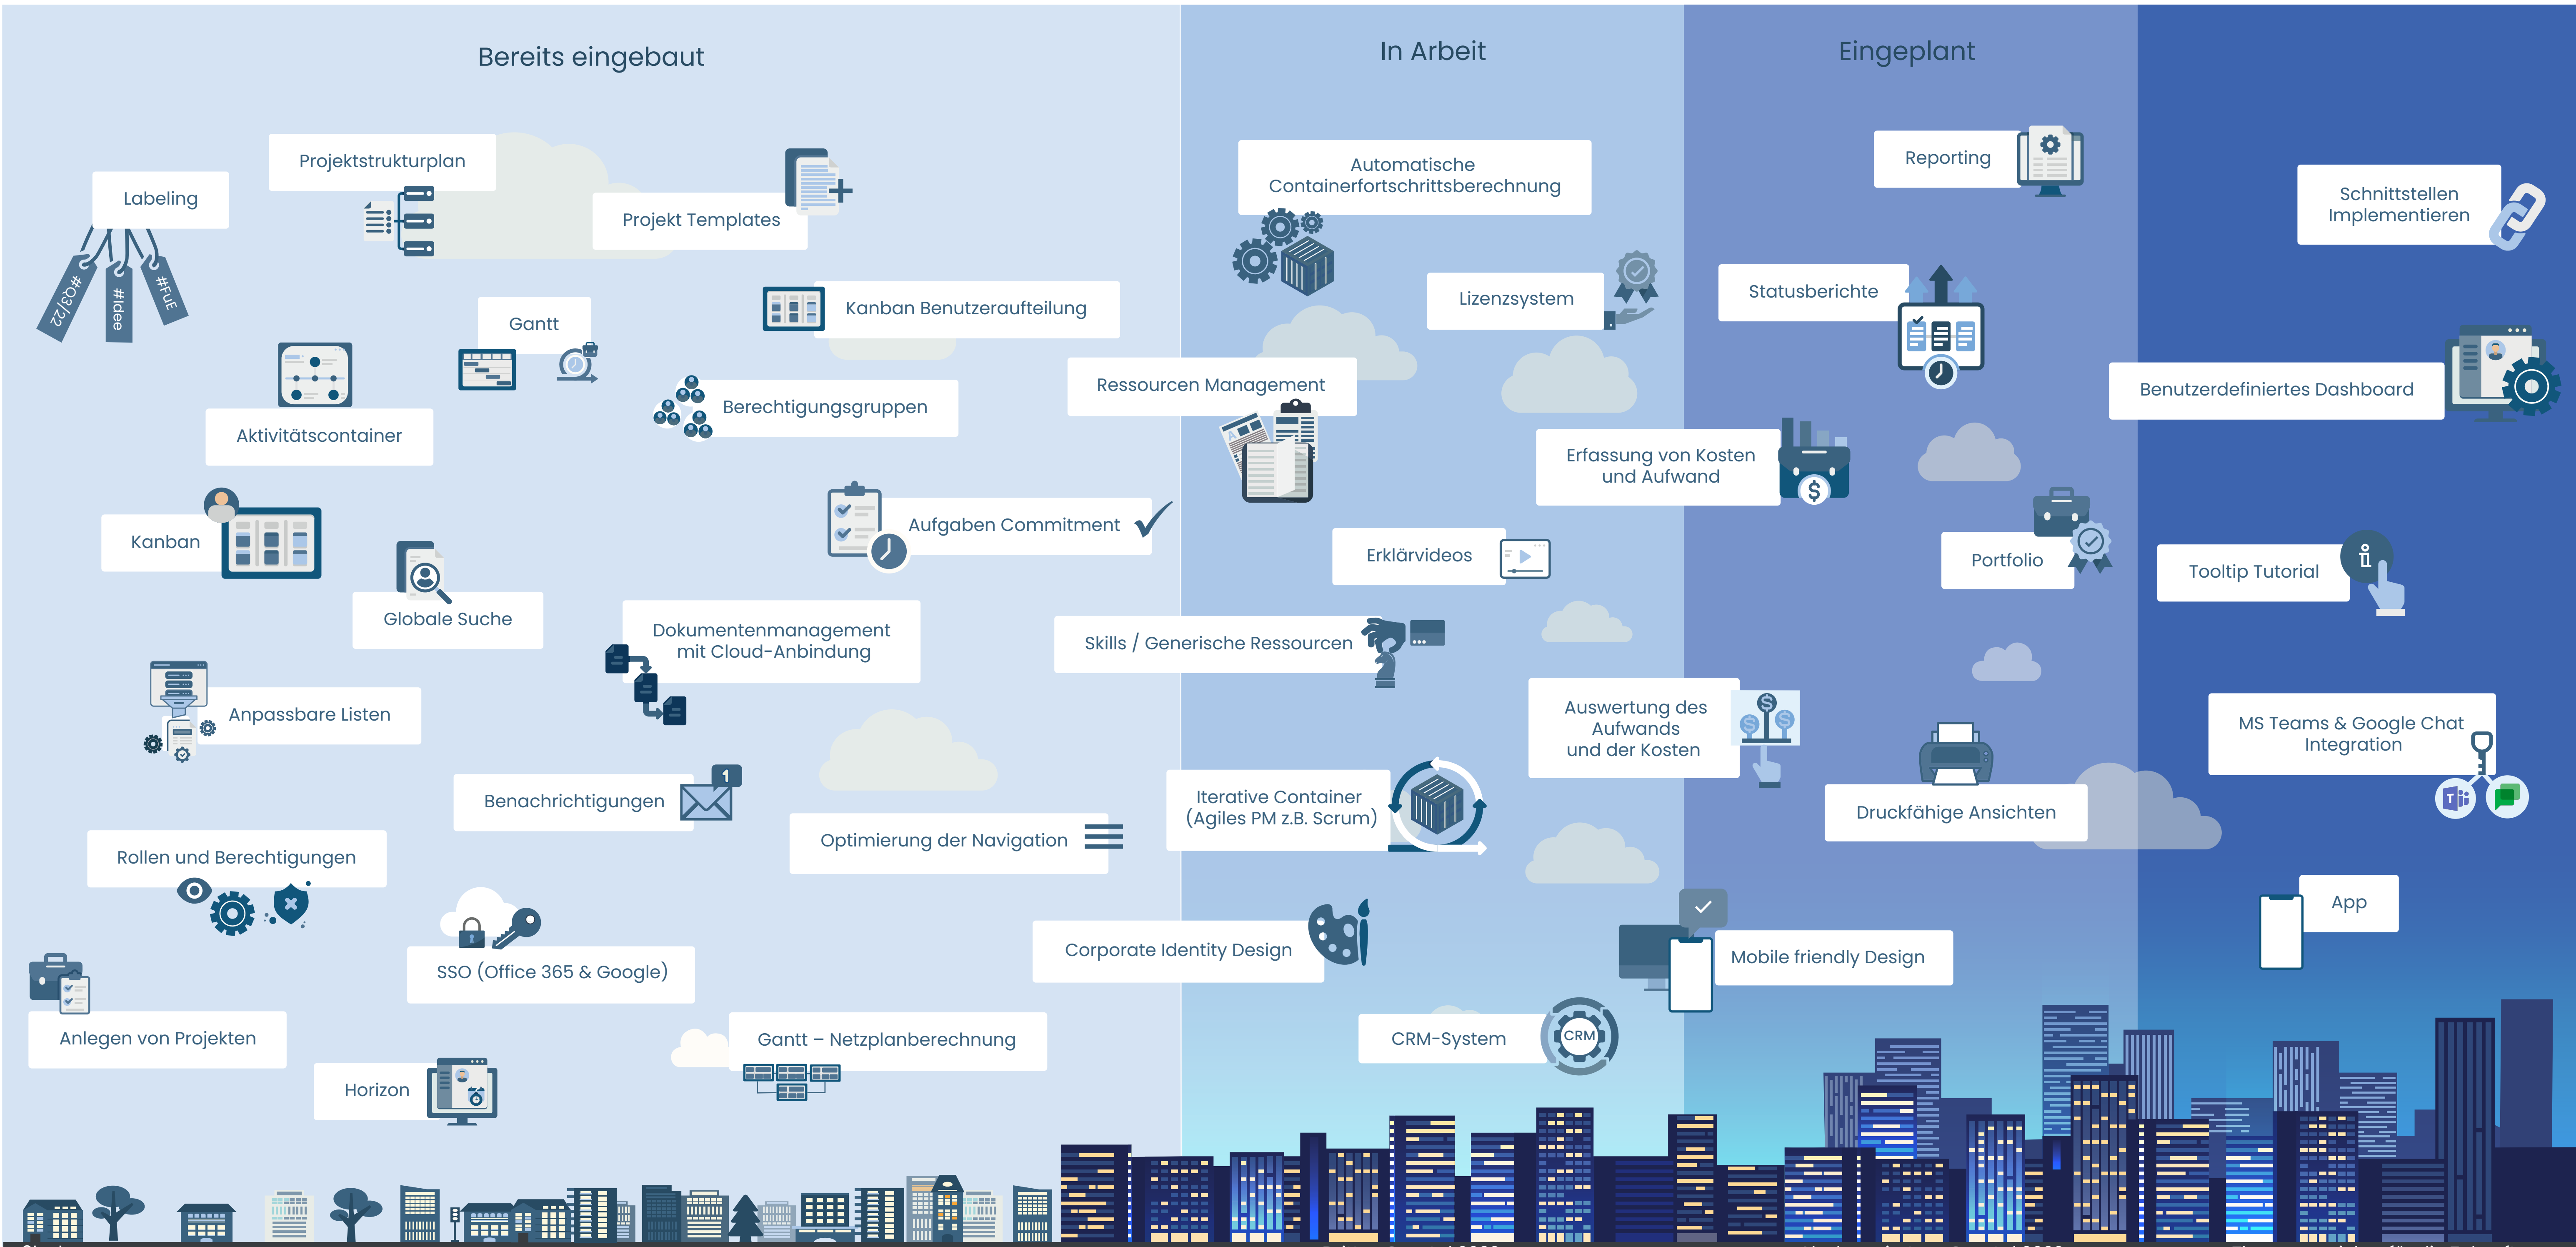 Bereits eingebaut
In Arbeit
Eingeplant
Projektstrukturplan
Labeling
#Q3/22
#Idee
#FuE
Projekt Templates
Gantt
Kanban Benutzeraufteilung
Aktivitätscontainer
Berechtigungsgruppen
Kanban
Aufgaben Commitment
Globale Suche
Dokumentenmanagement
mit Cloud-Anbindung
Anpassbare Listen
Benachrichtigungen
1
Optimierung der Navigation
Rollen und Berechtigungen
SSO (Office 365 & Google)
Anlegen von Projekten
Gantt – Netzplanberechnung
Horizon
Automatische
Containerfortschrittsberechnung
Lizenzsystem
Ressourcen Management
Erfassung von Kosten
und Aufwand
$
Erklärvideos
Skills / Generische Ressourcen
Auswertung des
Aufwands
und der Kosten
$
$
$
Iterative Container
(Agiles PM z.B. Scrum)
Corporate Identity Design
Mobile friendly Design
CRM-System
CRM
Reporting
Statusberichte
Portfolio
Druckfähige Ansichten
Schnittstellen
Implementieren
Benutzerdefiniertes Dashboard
Tooltip Tutorial
i
MS Teams & Google Chat
Integration
T
App